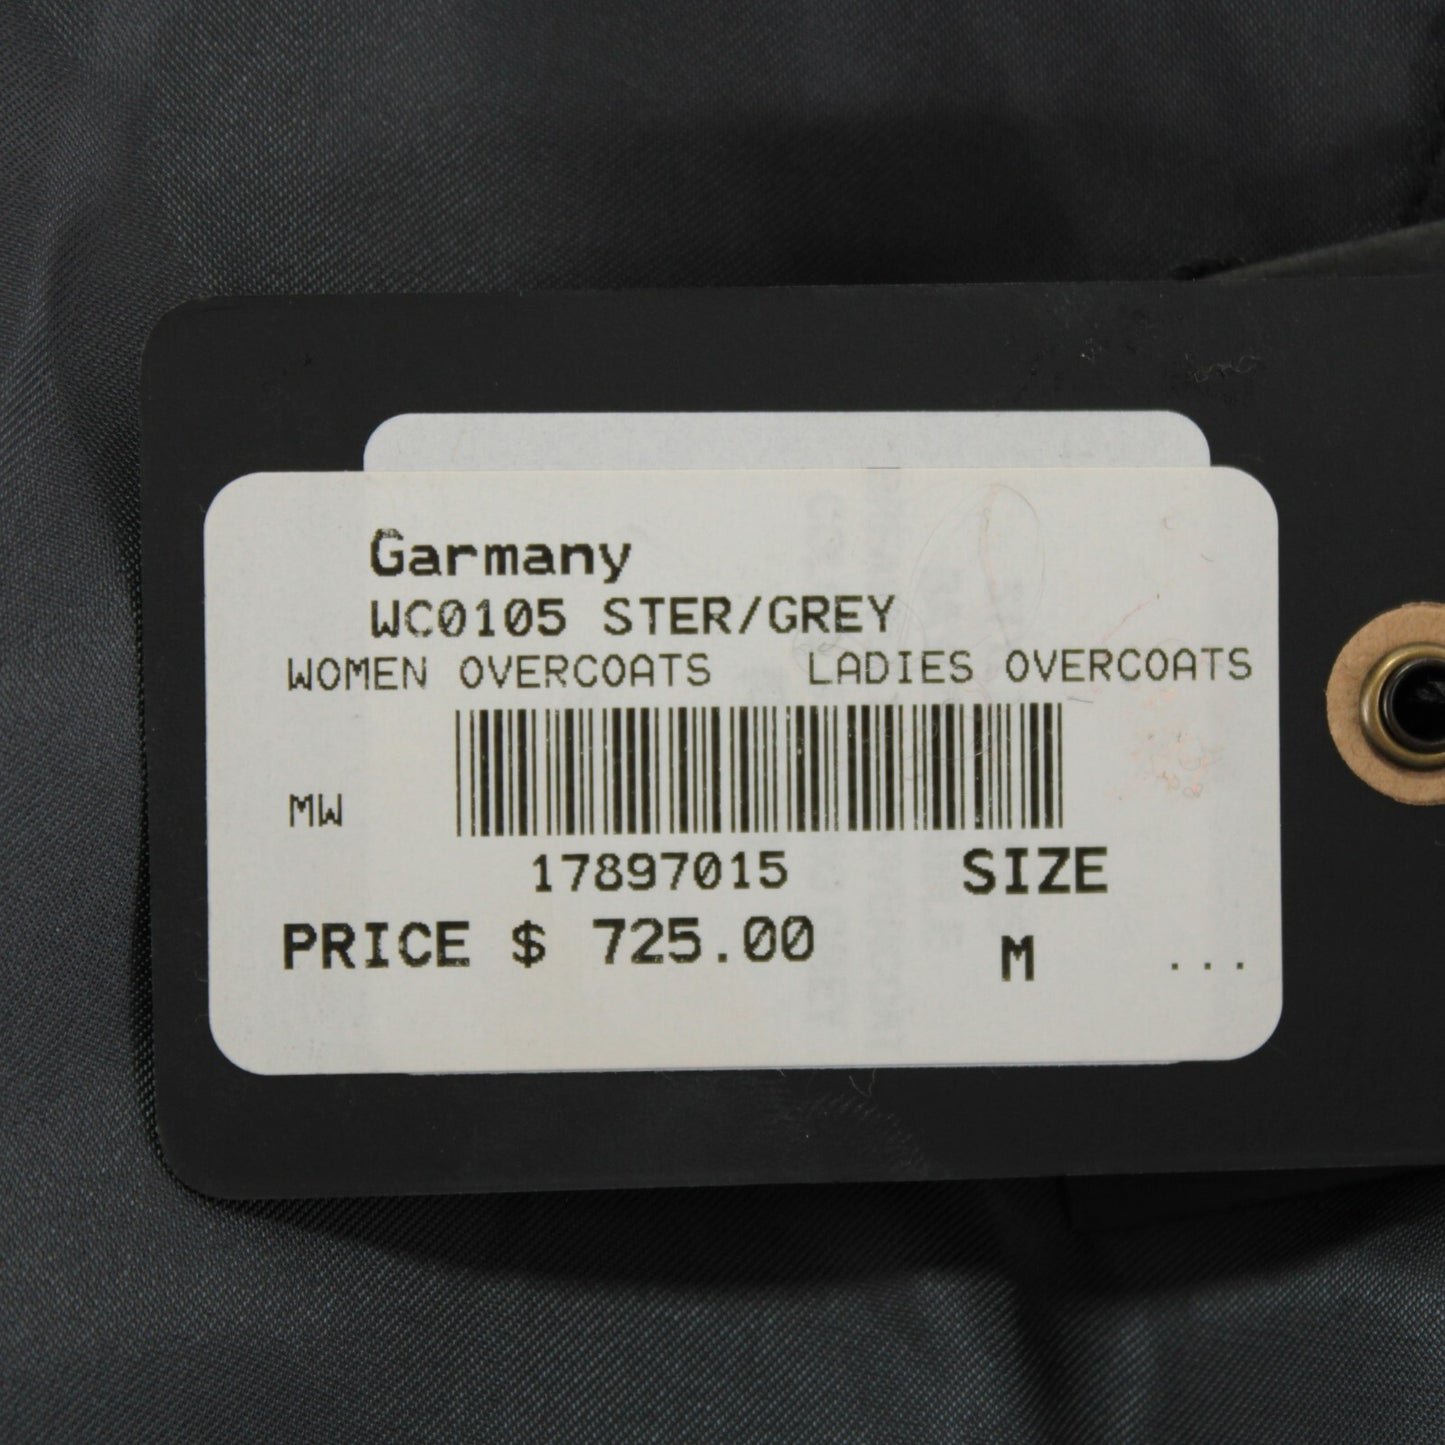 Garmany
WC0105 STER/GREY
WOMEN OVERCOATS LADIES OVERCOATS
MW
17897015 SIZE
PRICE $ 725.00 M ...